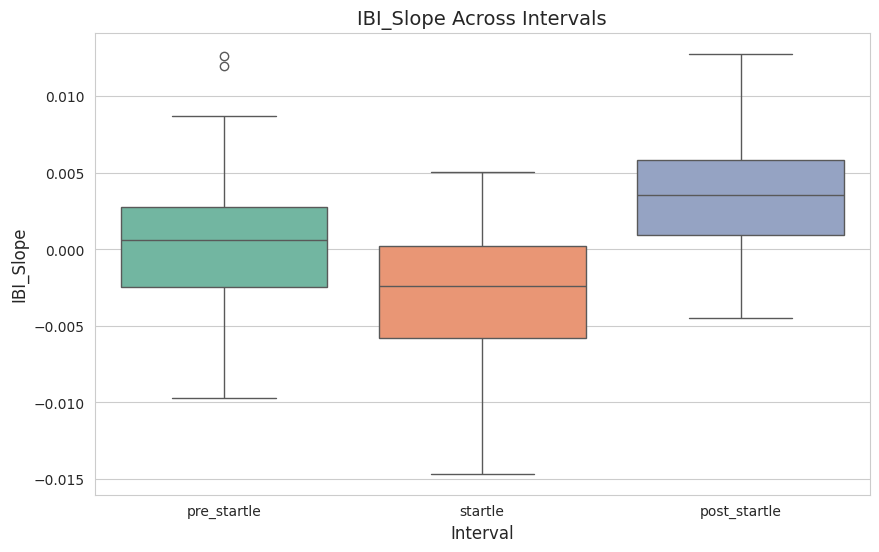 IBI_Slope Across Intervals
IBI_Slope
0.010
0.005
0.000
−0.005
−0.010
−0.015
pre_startle
startle
post_startle
Interval